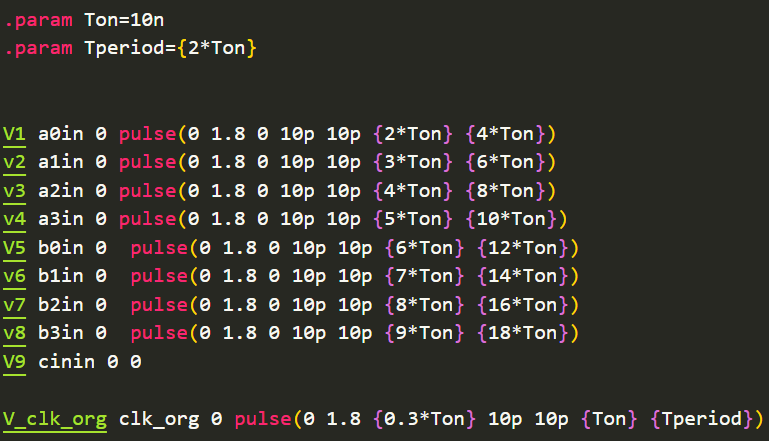 .param Ton=10n
.param Tperiod={2*Ton}
V1 a0in 0 pulse(0 1.8 0 10p 10p {2*Ton} {4*Ton})
v2 a1in 0 pulse(0 1.8 0 10p 10p {3*Ton} {6*Ton})
v3 a2in 0 pulse(0 1.8 0 10p 10p {4*Ton} {8*Ton})
v4 a3in 0 pulse(0 1.8 0 10p 10p {5*Ton} {10*Ton})
V5 b0in 0  pulse(0 1.8 0 10p 10p {6*Ton} {12*Ton})
v6 b1in 0  pulse(0 1.8 0 10p 10p {7*Ton} {14*Ton})
v7 b2in 0  pulse(0 1.8 0 10p 10p {8*Ton} {16*Ton})
v8 b3in 0  pulse(0 1.8 0 10p 10p {9*Ton} {18*Ton})
V9 cinin 0 0
V_clk_org clk_org 0 pulse(0 1.8 {0.3*Ton} 10p 10p {Ton} {Tperiod})